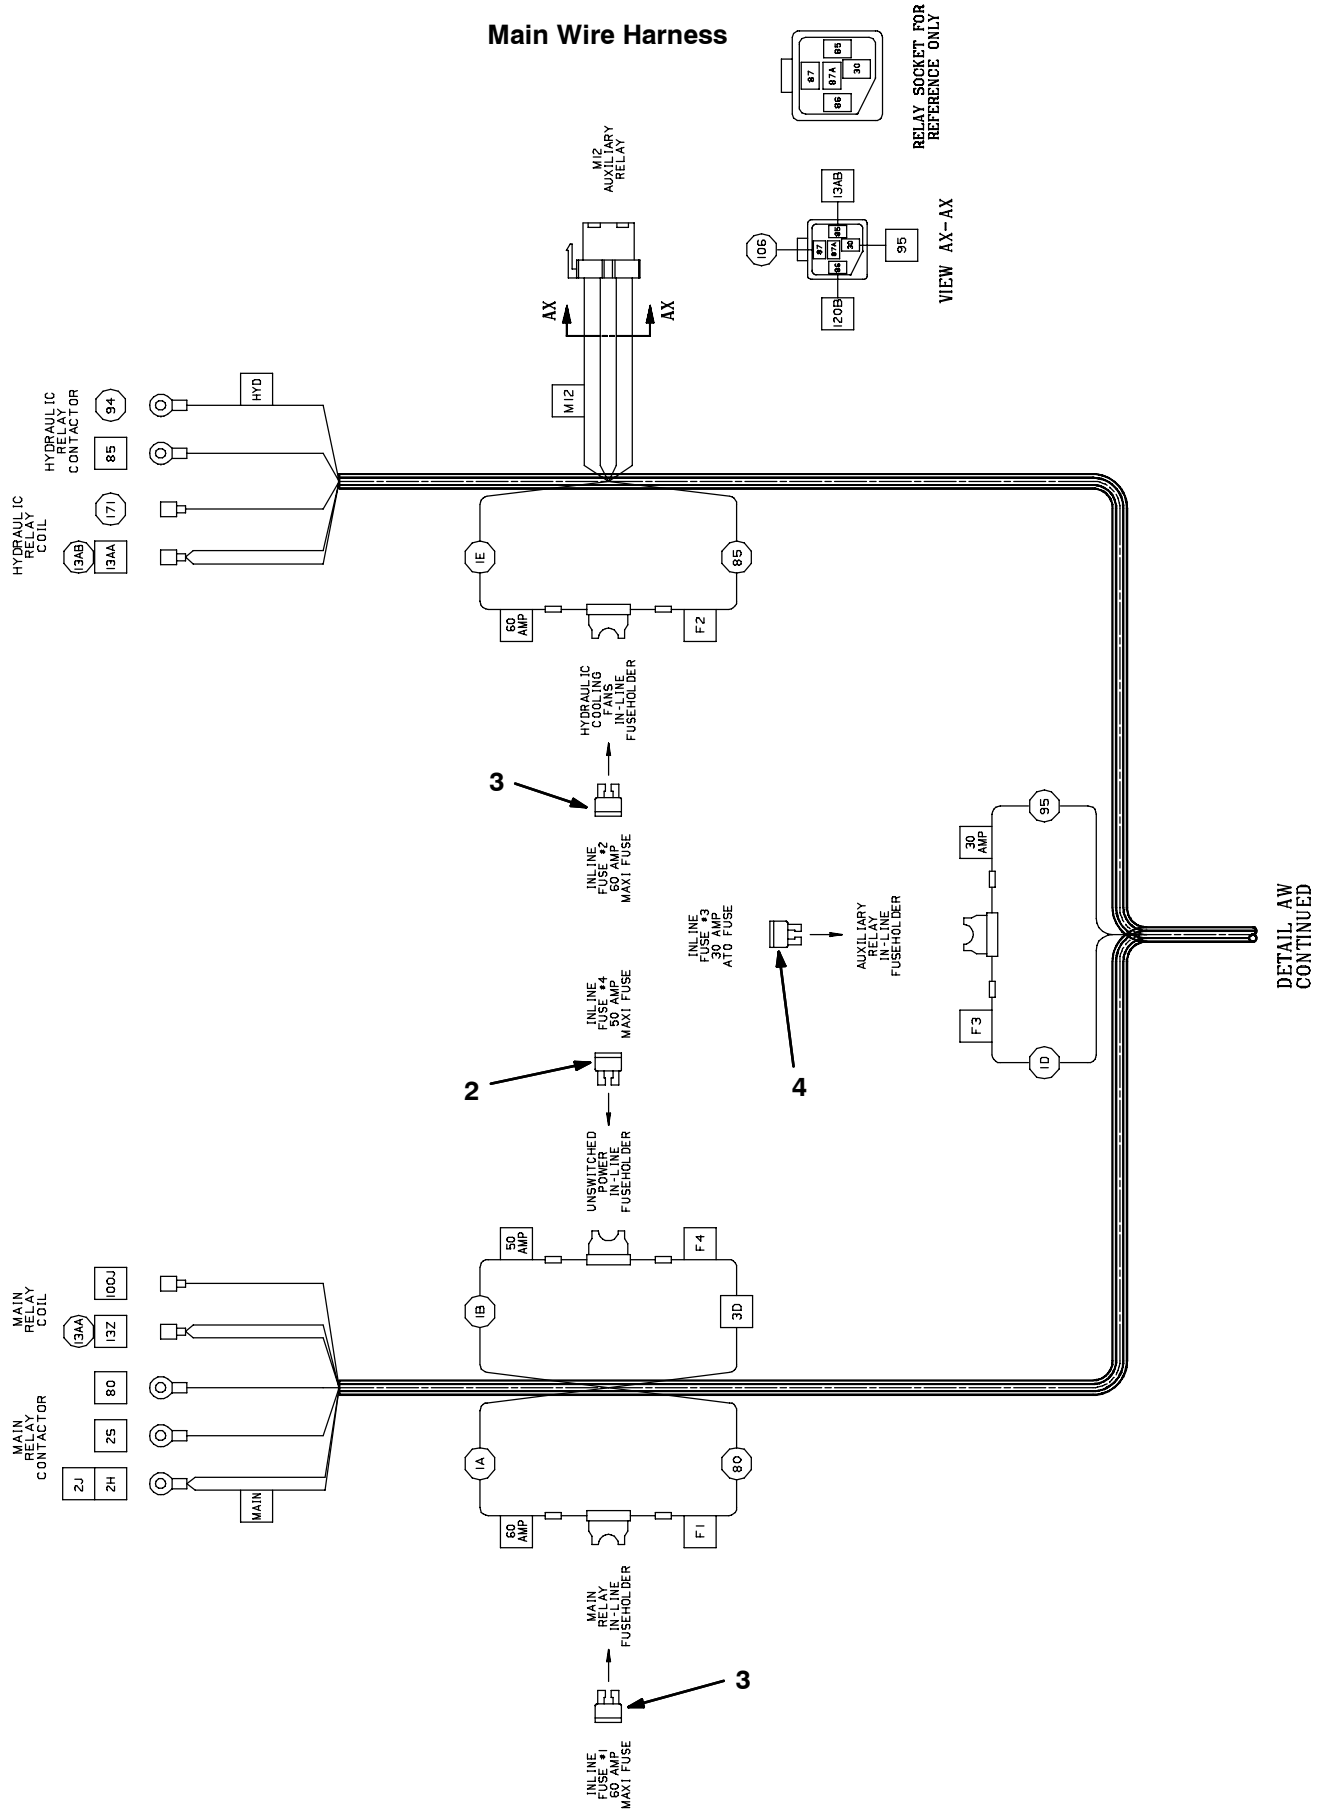 Main Wire Harness
85
87
87A
30
86
RELAY SOCKET FOR
REFERENCE ONLY
M12
AUXILIARY
RELAY
13AB
106
85
87
87A
30
86
95
120B
VIEW AX-AX
AX
AX
M12
HYDRAULIC
RELAY
CONTACTOR
94
85
HYD
HYDRAULIC
RELAY
COIL
171
13AB
13AA
1E
85
60
AMP
F2
HYDRAULIC
COOLING
FANS
IN-LINE
FUSEHOLDER
3
INLINE
FUSE #2
60 AMP
MAXI FUSE
95
30
AMP
INLINE
FUSE #3
30 AMP
ATO FUSE
AUXILIARY
RELAY
IN-LINE
FUSEHOLDER
4
F3
1D
DETAIL AW
CONTINUED
INLINE
FUSE #4
50 AMP
MAXI FUSE
2
UNSWITCHED
POWER
IN-LINE
FUSEHOLDER
50
AMP
F4
1B
3D
MAIN
RELAY
COIL
100J
13AA
13Z
MAIN
RELAY
CONTACTOR
80
2S
2J
2H
MAIN
1A
80
60
AMP
F1
MAIN
RELAY
IN-LINE
FUSEHOLDER
3
INLINE
FUSE #1
60 AMP
MAXI FUSE